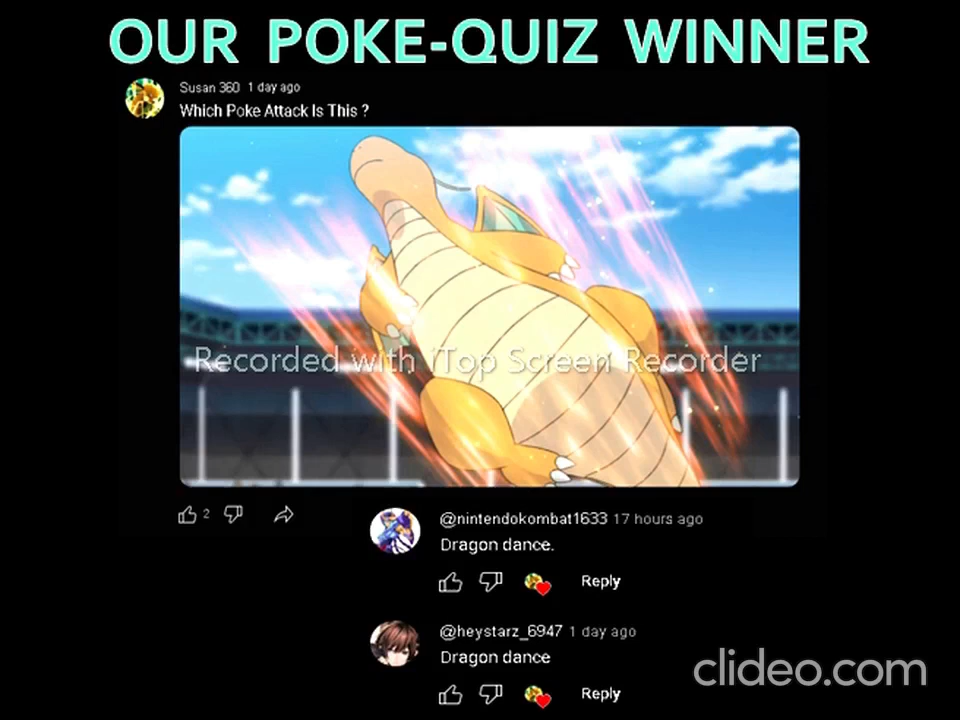 OUR POKE-QUIZ WINNER
Susan 360 1 day ago
Which Poke Attack Is This ?
Recorded with iTop Screen Recorder
2
@nintendokombat1633 17 hours ago
Dragon dance.
Reply
@heystarz_6947 1 day ago
Dragon dance
Reply
clideo.com